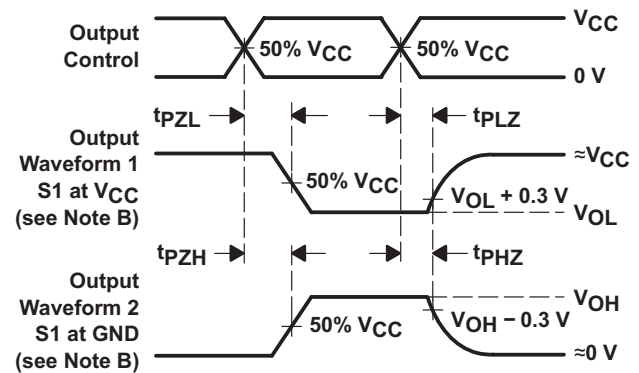 Output
Control
50% VCC
50% VCC
VCC
0 V
tPZL
tPLZ
Output
Waveform 1
S1 at VCC
(see Note B)
50% VCC
≈VCC
VOL + 0.3 V
VOL
tPZH
tPHZ
Output
Waveform 2
S1 at GND
(see Note B)
50% VCC
VOH
VOH − 0.3 V
≈0 V